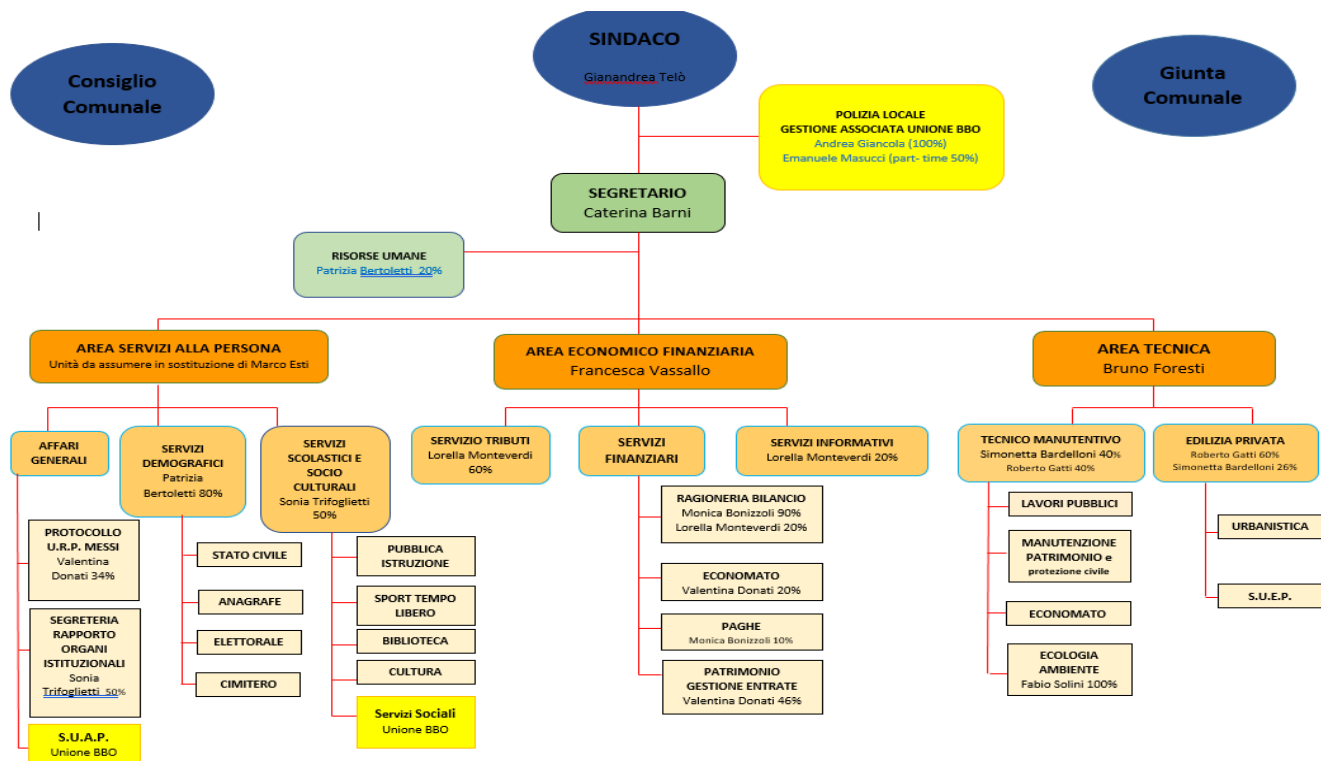 Consiglio
Comunale
SINDACO
Gianandrea Telò
Giunta
Comunale
POLIZIA LOCALE
GESTIONE ASSOCIATA UNIONE BBO
Andrea Giancola (100%)
Emanuele Masucci (part- time 50%)
SEGRETARIO
Caterina Barni
RISORSE UMANE
Patrizia Bertoletti 20%
AREA SERVIZI ALLA PERSONA
Unità da assumere in sostituzione di Marco Esti
AREA ECONOMICO FINANZIARIA
Francesca Vassallo
AREA TECNICA
Bruno Foresti
AFFARI
GENERALI
SERVIZI
DEMOGRAFICI
Patrizia
Bertoletti 80%
SERVIZI
SCOLASTICI E
SOCIO
CULTURALI
Sonia Trifoglietti
50%
SERVIZIO TRIBUTI
Lorella Monteverdi
60%
SERVIZI
FINANZIARI
SERVIZI INFORMATIVI
Lorella Monteverdi 20%
TECNICO MANUTENTIVO
Simonetta Bardelloni 40%
Roberto Gatti 40%
EDILIZIA PRIVATA
Roberto Gatti 60%
Simonetta Bardelloni 26%
PROTOCOLLO
U.R.P. MESSI
Valentina
Donati 34%
SEGRETERIA
RAPPORTO
ORGANI
ISTITUZIONALI
Sonia
Trifoglietti 50%
S.U.A.P.
Unione BBO
STATO CIVILE
ANAGRAFE
ELETTORALE
CIMITERO
PUBBLICA
ISTRUZIONE
SPORT TEMPO
LIBERO
BIBLIOTECA
CULTURA
Servizi Sociali
Unione BBO
RAGIONERIA BILANCIO
Monica Bonizzoli 90%
Lorella Monteverdi 20%
ECONOMATO
Valentina Donati 20%
PAGHE
Monica Bonizzoli 10%
PATRIMONIO
GESTIONE ENTRATE
Valentina Donati 46%
LAVORI PUBBLICI
MANUTENZIONE
PATRIMONIO e
protezione civile
ECONOMATO
ECOLOGIA
AMBIENTE
Fabio Solini 100%
URBANISTICA
S.U.E.P.